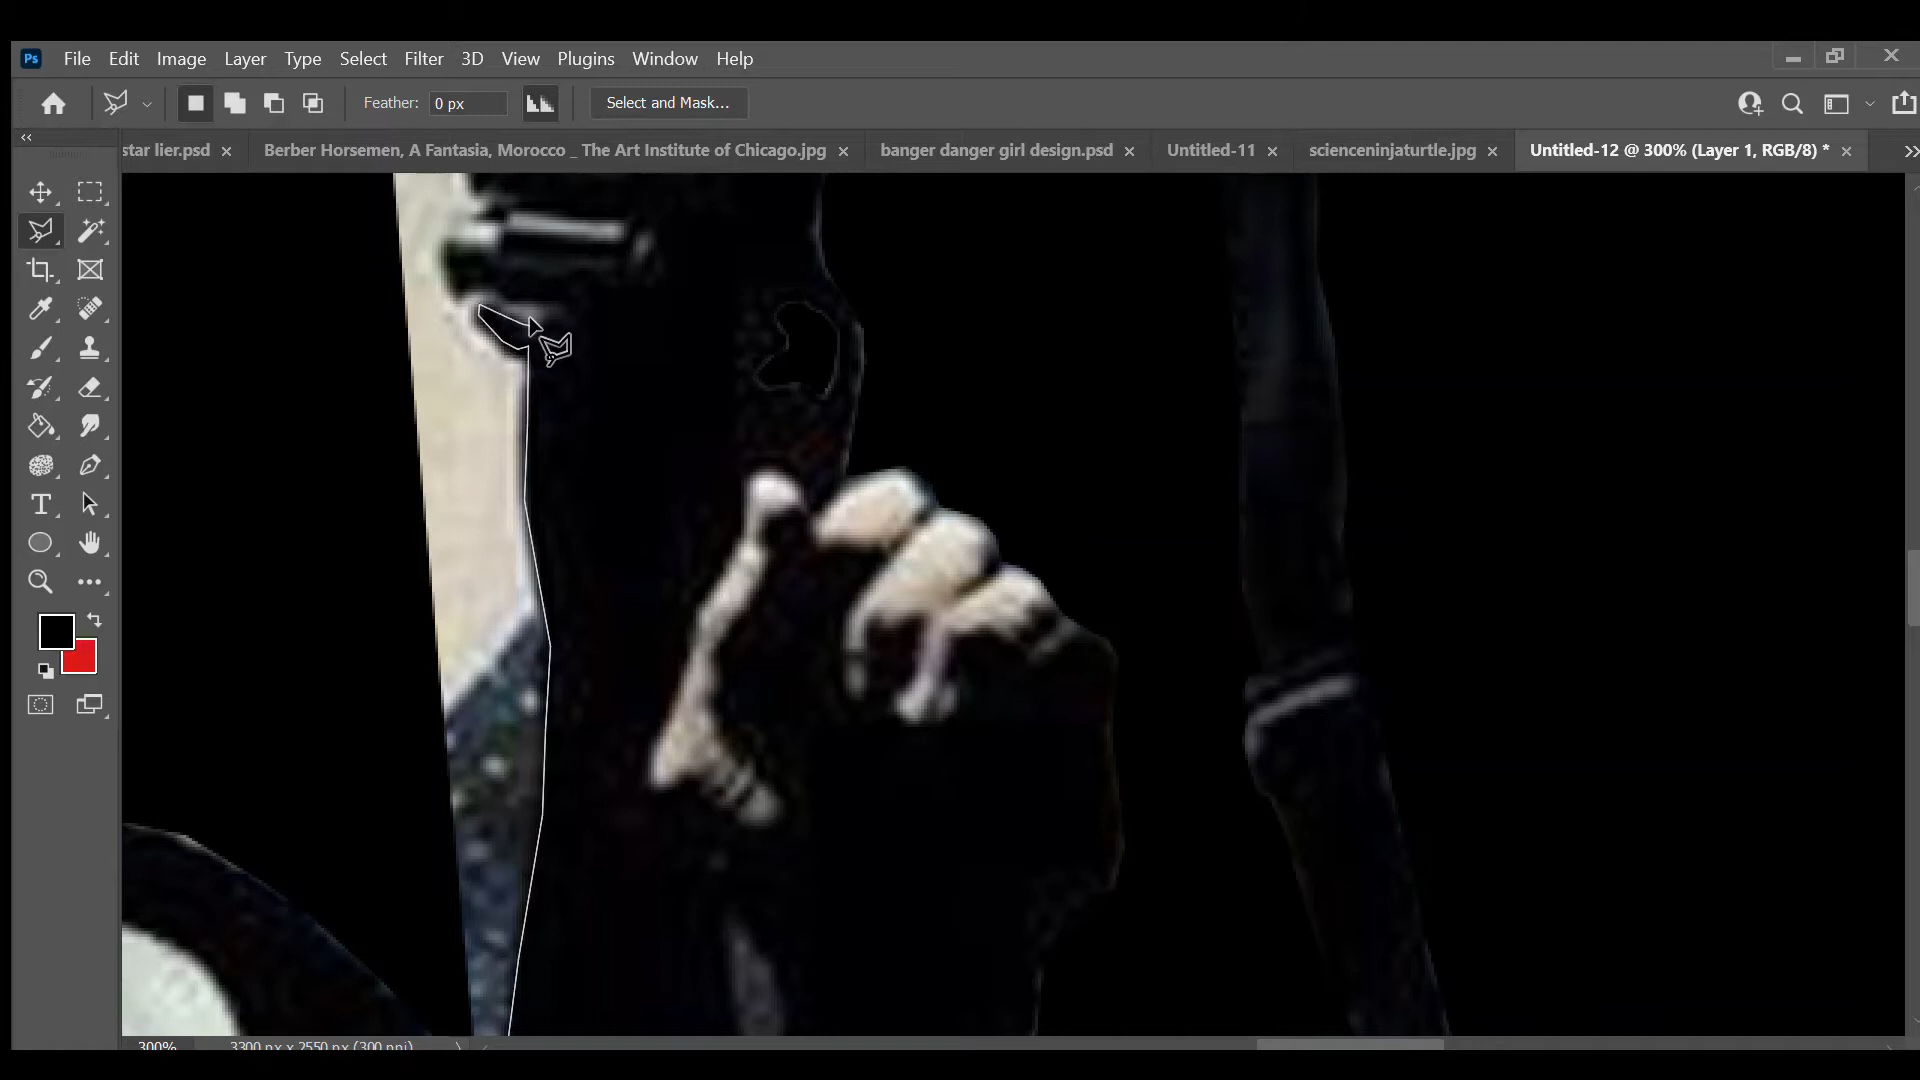 Ps File Edit Image Layer Type Select Filter 3D View Plugins Window Help
Feather: 0 px Select and Mask...
star lier.psd × Berber Horsemen, A Fantasia, Morocco _ The Art Institute of Chicago.jpg × banger danger girl design.psd × Untitled-11 × scienceninjaturtle.jpg × Untitled-12 @ 300% (Layer 1, RGB/8) * ×
T
300% 3300 px x 2550 px (300 ppi)